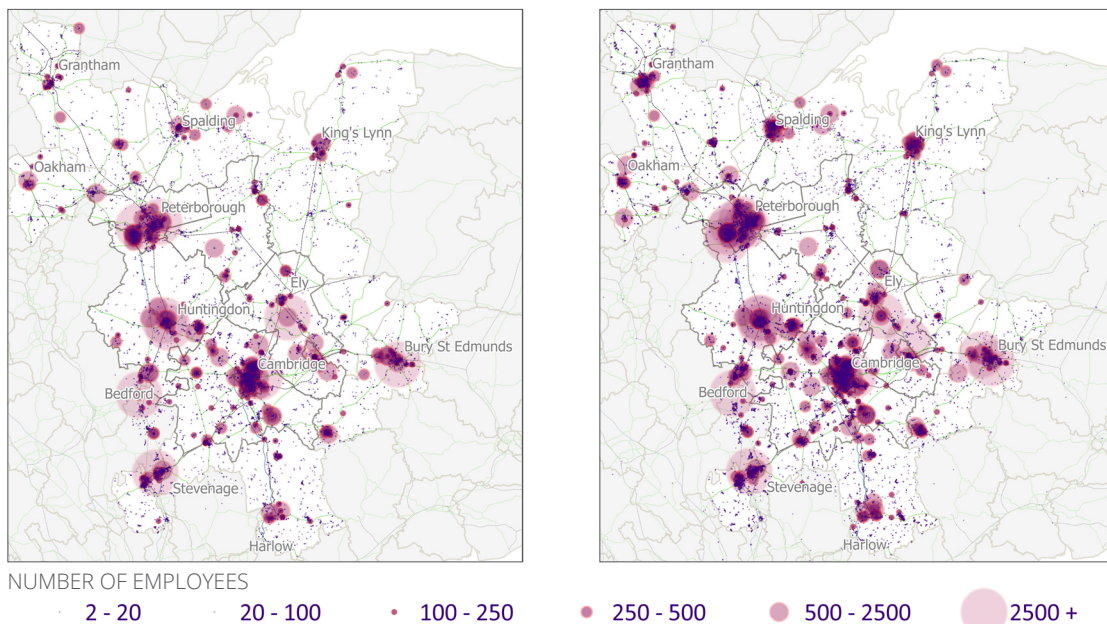 Grantham
Spalding
King's Lynn
Oakham
Peterborough
Ely
Huntingdon
Bury St Edmunds
Cambridge
Bedford
Stevenage
Harlow
Grantham
Spalding
King's Lynn
Oakham
Peterborough
Ely
Huntingdon
Bury St Edmunds
Cambridge
Bedford
Stevenage
Harlow
NUMBER OF EMPLOYEES
2 - 20 20 - 100 100 - 250 250 - 500 500 - 2500 2500 +